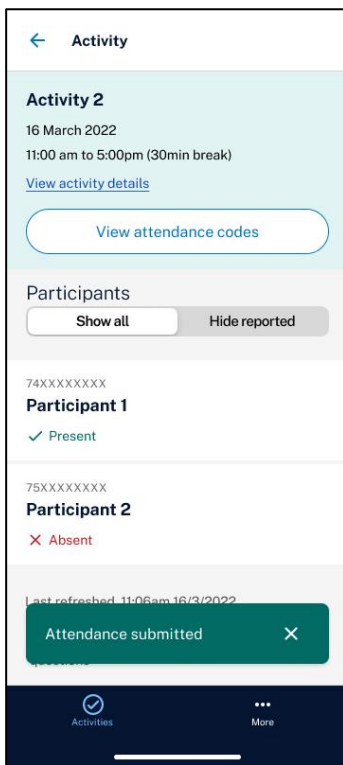 Activity
Activity 2
16 March 2022
11:00 am to 5:00pm (30min break)
View activity details
View attendance codes
Participants
Show all
Hide reported
74XXXXXXXX
Participant 1
Present
75XXXXXXXX
Participant 2
Absent
Last refreshed 11:06am 16/3/2022
Attendance submitted
questions
Activities
More